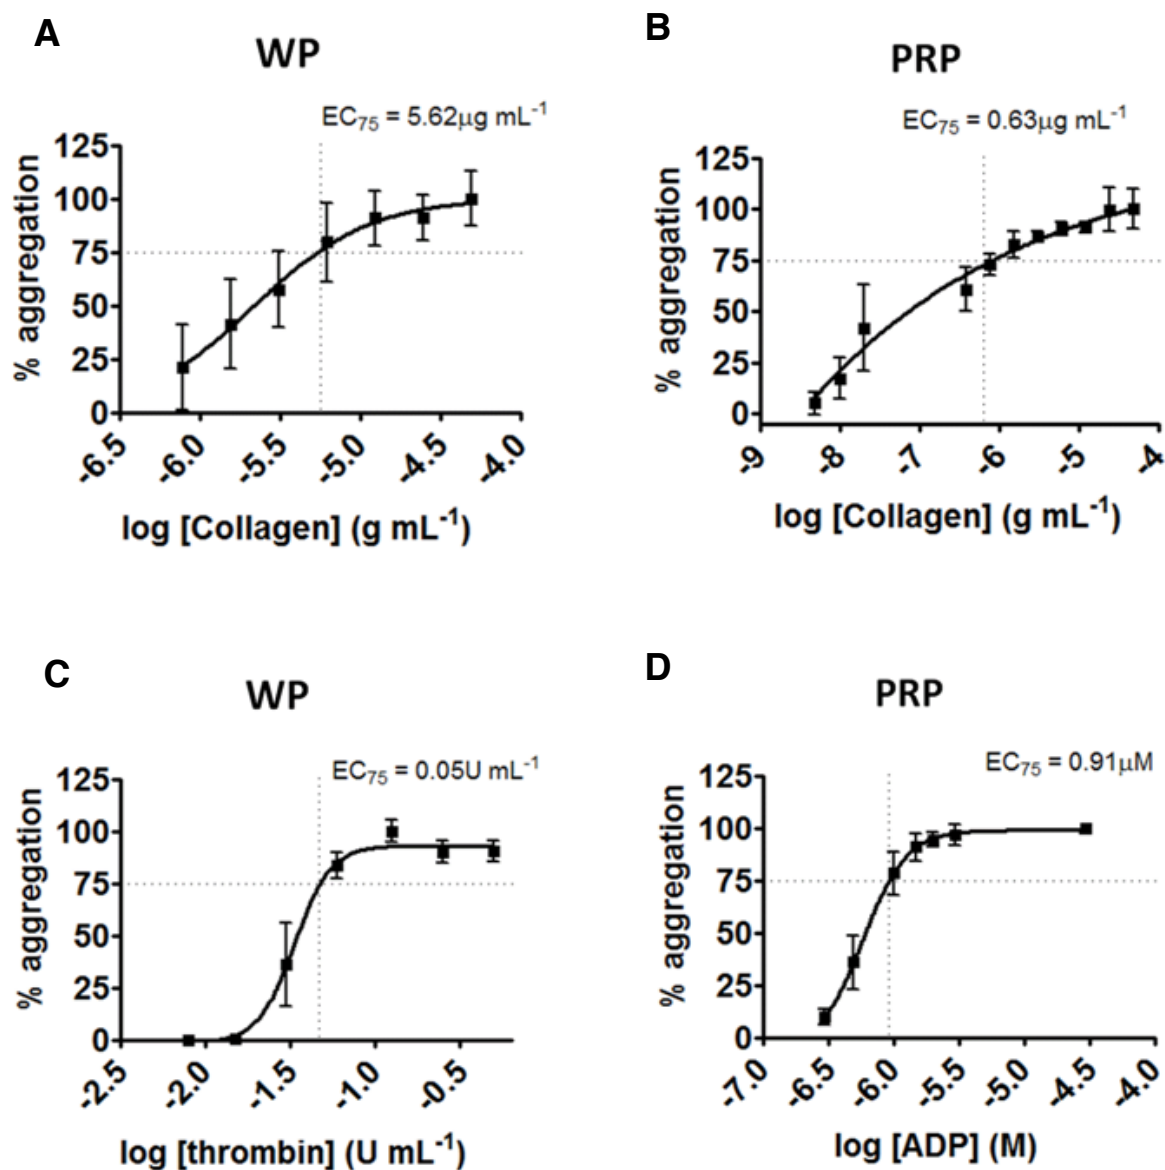 A
WP
EC75 = 5.62µg mL-1
% aggregation
125
100
75
50
25
0
-6.5 -6.0 -5.5 -5.0 -4.5 -4.0
log [Collagen] (g mL-1)
B
PRP
EC75 = 0.63µg mL-1
% aggregation
125
100
75
50
25
0
-9 -8 -7 -6 -5 -4
log [Collagen] (g mL-1)
C
WP
EC75 = 0.05U mL-1
% aggregation
125
100
75
50
25
0
-2.5 -2.0 -1.5 -1.0 -0.5
log [thrombin] (U mL-1)
D
PRP
EC75 = 0.91µM
% aggregation
125
100
75
50
25
0
-7.0 -6.5 -6.0 -5.5 -5.0 -4.5 -4.0
log [ADP] (M)